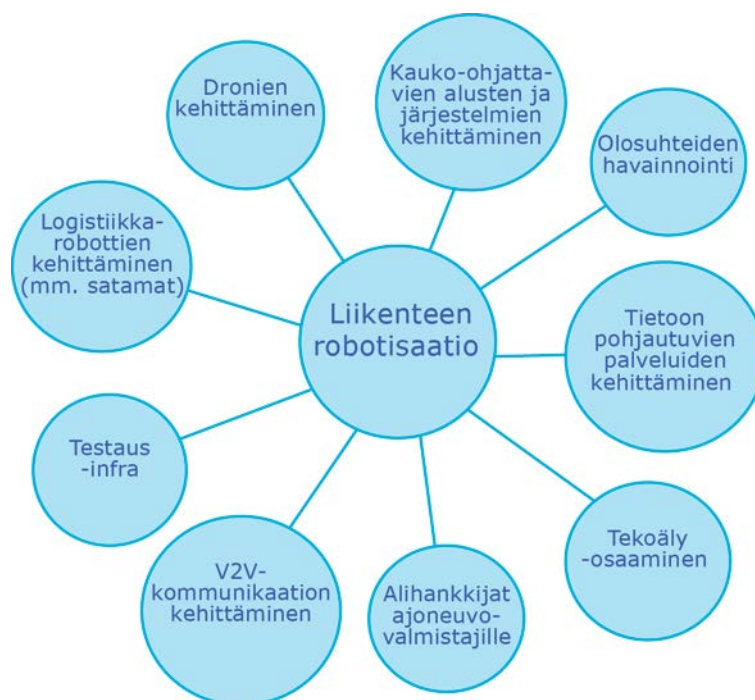 Dronien
kehittäminen
Kauko-ohjatta-
vien alusten ja
järjestelmien
kehittäminen
Olosuhteiden
havainnointi
Logistiikka-
robottien
kehittäminen
(mm. satamat)
Liikenteen
robotisaatio
Tietoon
pohjautuvien
palveluiden
kehittäminen
Testaus
-infra
V2V-
kommunikaation
kehittäminen
Alihankkijat
ajoneuvo-
valmistajille
Tekoäly
-osaaminen